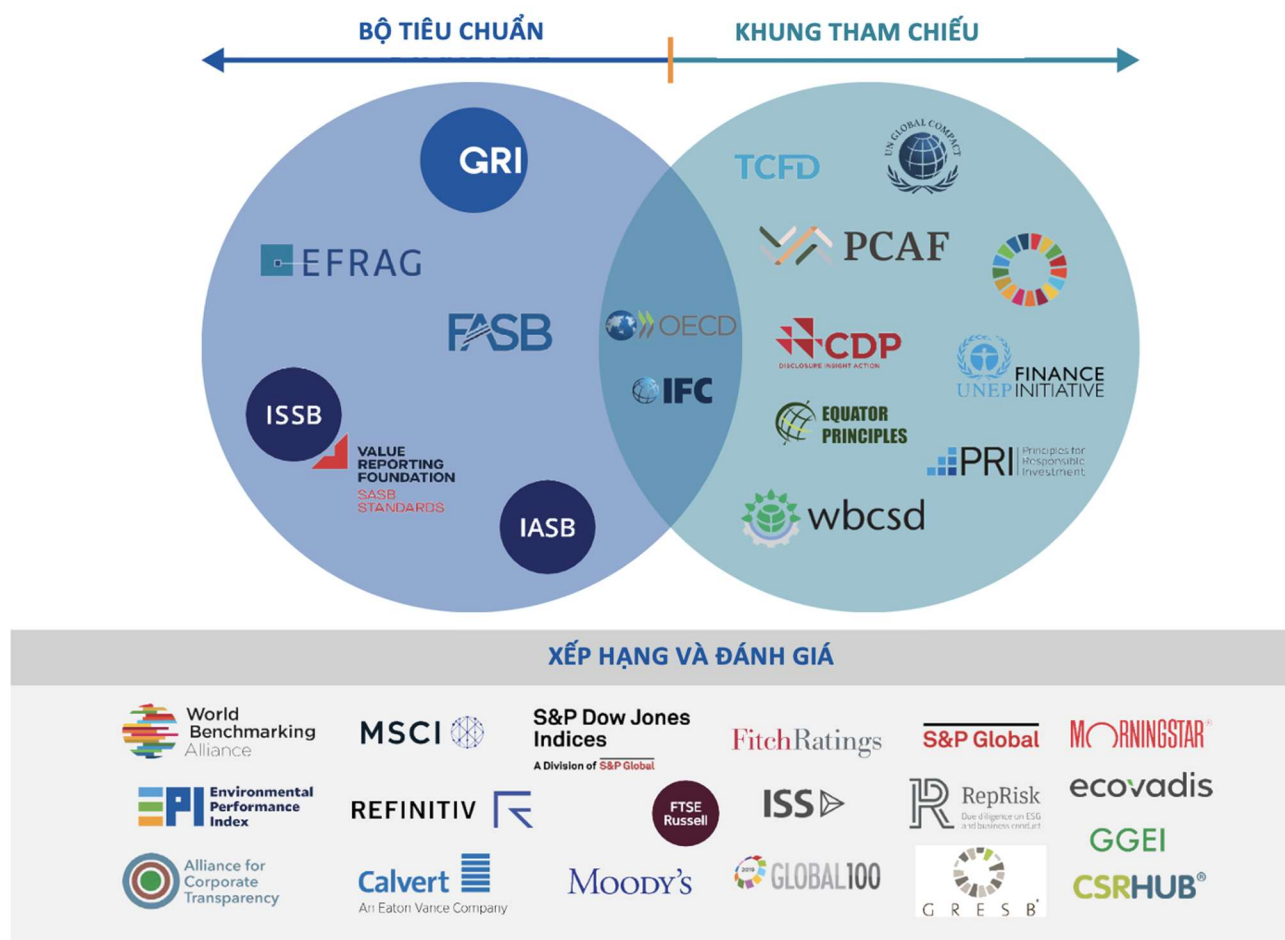 BỘ TIÊU CHUẨN
KHUNG THAM CHIẾU
GRI
TCFD
UN GLOBAL COMPACT
EFRAG
PCAF
FASB
OECD
CDP
DISCLOSURE INSIGHT ACTION
UNEP
FINANCE
INITIATIVE
ISSB
IFC
EQUATOR
PRINCIPLES
VALUE
REPORTING
FOUNDATION
SASB
STANDARDS
PRI
Principles for
Responsible
Investment
IASB
wbcsd
XẾP HẠNG VÀ ĐÁNH GIÁ
World
Benchmarking
Alliance
MSCI
S&P Dow Jones
Indices
A Division of S&P Global
FitchRatings
S&P Global
MORNINGSTAR®
EPI
Environmental
Performance
Index
REFINITIV
FTSE
Russell
ISS
RepRisk
Due diligence on ESG
and business conduct
ecovadis
GGEI
Alliance for
Corporate
Transparency
Calvert
An Eaton Vance Company
MOODY'S
2019
GLOBAL100
GRESB
CSRHUB®